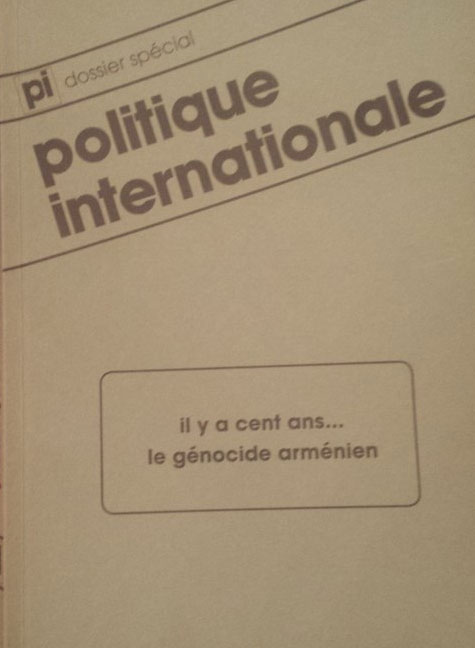 pi dossier spécial
politique
internationale
il y a cent ans...
le génocide arménien